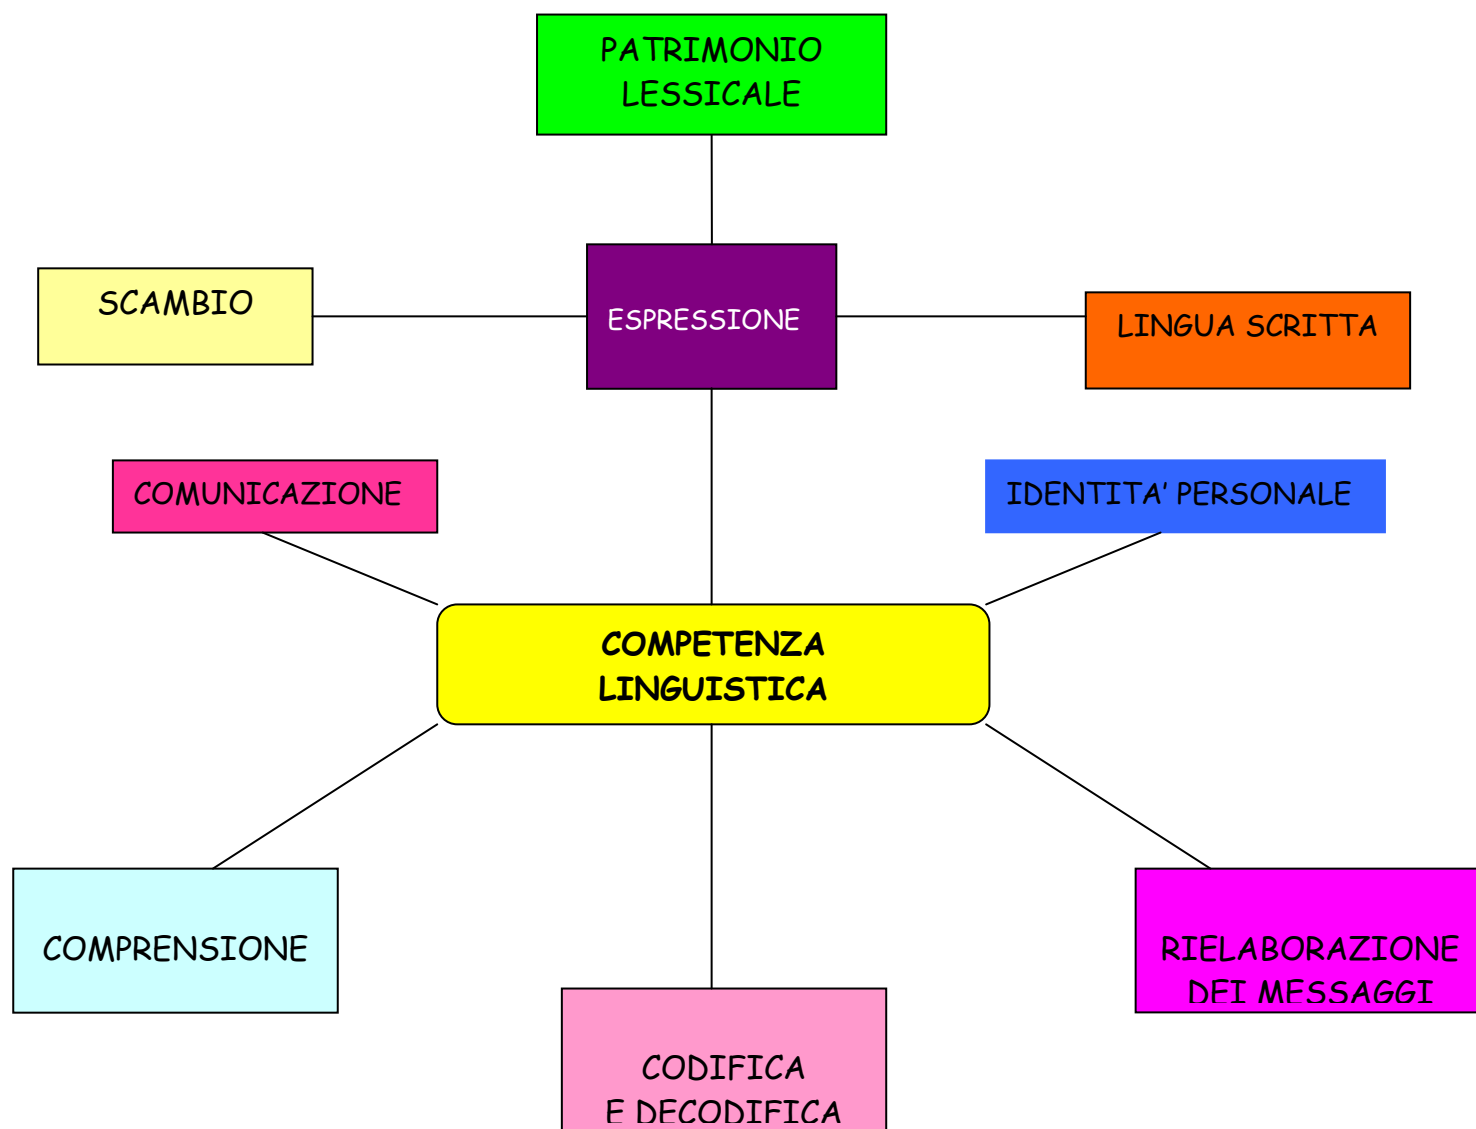 PATRIMONIO
LESSICALE
SCAMBIO
ESPRESSIONE
LINGUA SCRITTA
COMUNICAZIONE
IDENTITA’ PERSONALE
COMPETENZA
LINGUISTICA
COMPRENSIONE
RIELABORAZIONE
DEI MESSAGGI
CODIFICA
E DECODIFICA